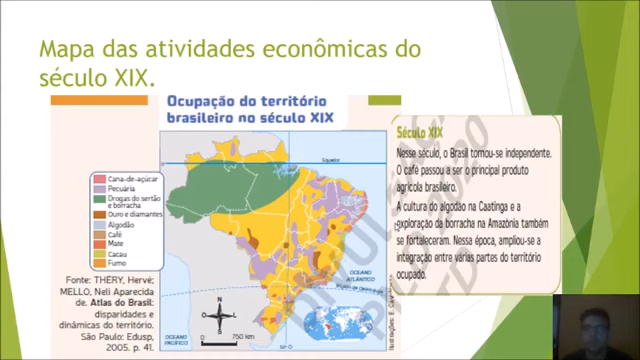 Mapa das atividades econômicas do
século XIX.
Ocupação do território
brasileiro no século XIX
Século XIX
Nesse século, o Brasil tornou-se independente.
O café passou a ser o principal produto
agrícola brasileiro.
A cultura do algodão na Caatinga e a
exploração da borracha na Amazônia também
se fortaleceram. Nessa época, ampliou-se a
integração entre várias partes do território
ocupado.
Equador
Cana-de-açúcar
Pecuária
Drogas do sertão
e borracha
Ouro e diamantes
Algodão
Café
Mate
Cacau
Fumo
Fonte: THÉRY, Hervé;
MELLO, Neli Aparecida
de. Atlas do Brasil:
disparidades e
dinâmicas do território.
São Paulo: Edusp,
2005. p. 41.
OCEANO
ATLÂNTICO
OCEANO
PACÍFICO
N
O
L
S
0
750 km
50° O